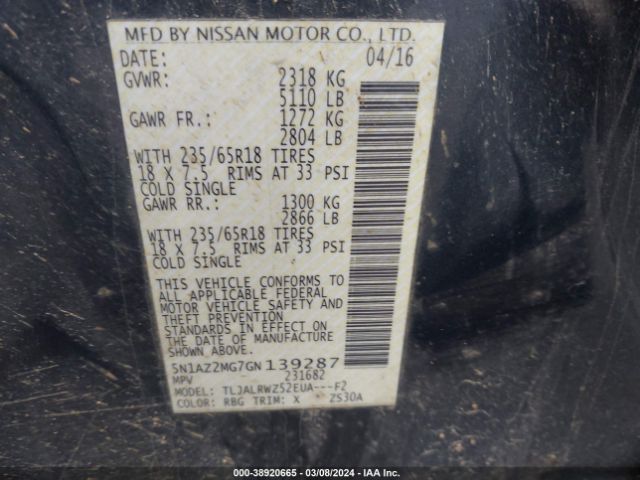 MFD BY NISSAN MOTOR CO., LTD.
DATE: 04/16
GVWR: 2318 KG
5110 LB
GAWR FR.: 1272 KG
2804 LB
WITH 235/65R18 TIRES
18 X 7.5 RIMS AT 33 PSI
COLD SINGLE
GAWR RR.: 1300 KG
2866 LB
WITH 235/65R18 TIRES
18 X 7.5 RIMS AT 33 PSI
COLD SINGLE
THIS VEHICLE CONFORMS TO
ALL APPLICABLE FEDERAL
MOTOR VEHICLE SAFETY AND
THEFT PREVENTION
STANDARDS IN EFFECT ON
THE DATE OF MANUFACTURE
SHOWN ABOVE.
5N1AZ2MG7GN139287
MPV 231682
MODEL: TLJALRWZ52EUA---F2
COLOR: RBG TRIM: X ZS30A
000-38920665 - 03/08/2024 - IAA Inc.